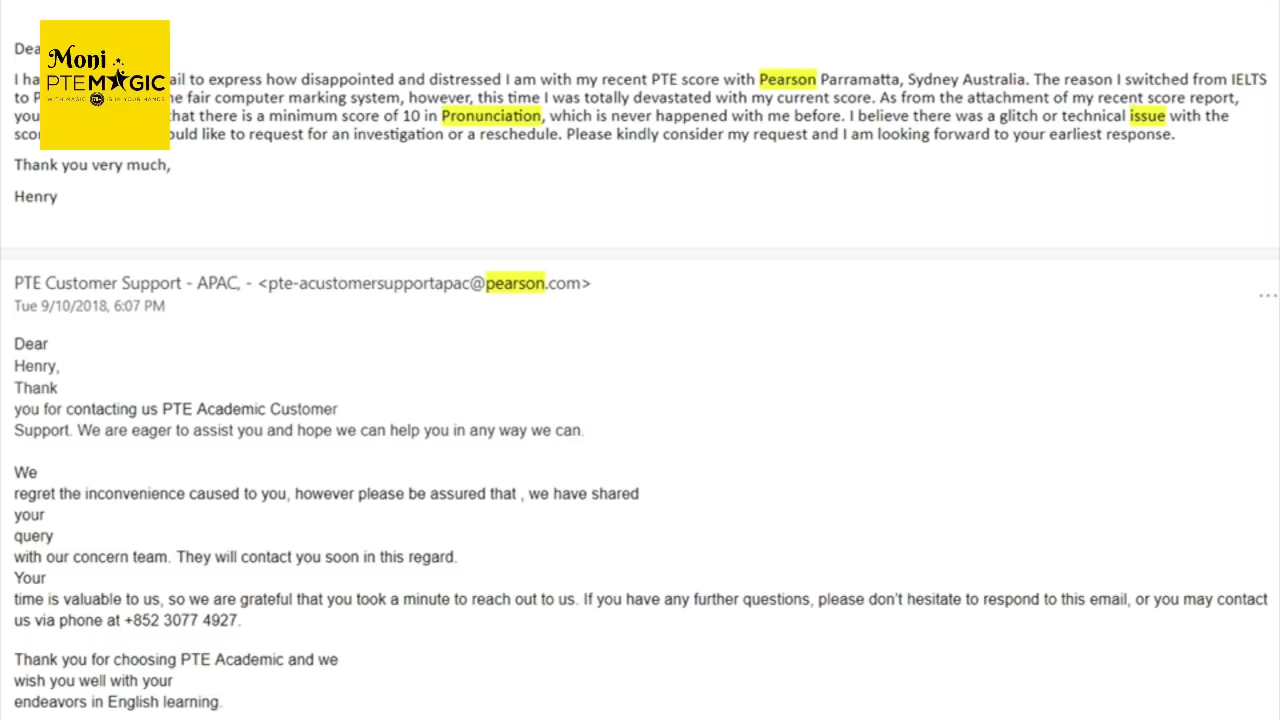 Moni
PTE MAGIC
WITH MAGIC IS IN YOUR HANDS
Dea
I ha ail to express how disappointed and distressed I am with my recent PTE score with Pearson Parramatta, Sydney Australia. The reason I switched from IELTS
to P he fair computer marking system, however, this time I was totally devastated with my current score. As from the attachment of my recent score report,
you that there is a minimum score of 10 in Pronunciation, which is never happened with me before. I believe there was a glitch or technical issue with the
sco ould like to request for an investigation or a reschedule. Please kindly consider my request and I am looking forward to your earliest response.
Thank you very much,
Henry
PTE Customer Support - APAC, - <pte-acustomersupportapac@pearson.com>
Tue 9/10/2018, 6:07 PM
...
Dear
Henry,
Thank
you for contacting us PTE Academic Customer
Support. We are eager to assist you and hope we can help you in any way we can.
We
regret the inconvenience caused to you, however please be assured that , we have shared
your
query
with our concern team. They will contact you soon in this regard.
Your
time is valuable to us, so we are grateful that you took a minute to reach out to us. If you have any further questions, please don't hesitate to respond to this email, or you may contact
us via phone at +852 3077 4927.
Thank you for choosing PTE Academic and we
wish you well with your
endeavors in English learning.